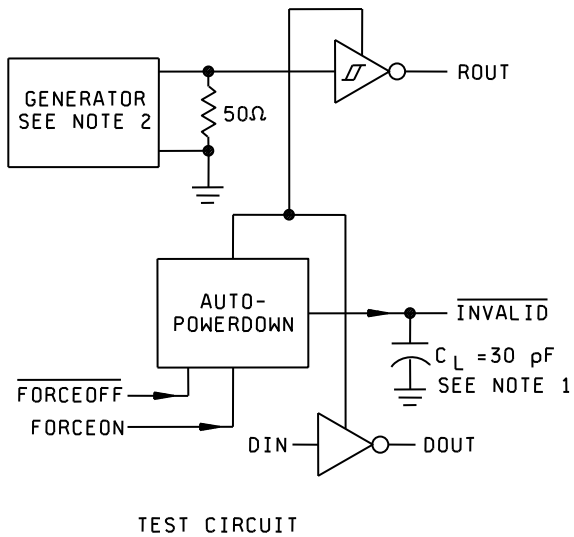 ROUT
GENERATOR
SEE NOTE 2
50Ω
AUTO-
POWERDOWN
INVALID
CL =30 pF
SEE NOTE 1
FORCEOFF
FORCEON
DIN
DOUT
TEST CIRCUIT